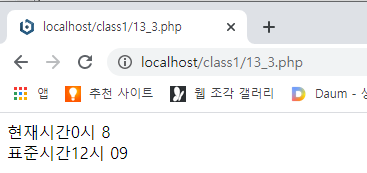 localhost/class1/13_3.php
localhost/class1/13_3.php
앱 추천 사이트 웹 조각 갤러리 Daum -
현재시간0시 8
표준시간12시 09